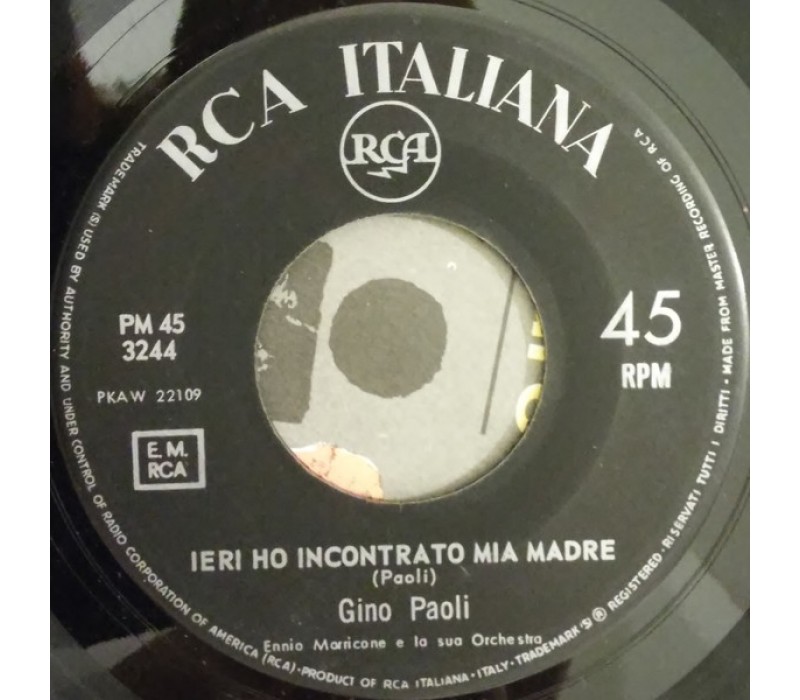 RCA ITALIANA
RCA
45
RPM
PM 45
3244
PKAW 22109
E. M.
RCA
IERI HO INCONTRATO MIA MADRE
(Paoli)
Gino Paoli
Ennio Morricone e la sua Orchestra
TRADEMARK (S) USED BY AUTHORITY AND UNDER CONTROL OF RADIO CORPORATION OF AMERICA (RCA)-PRODUCT OF RCA ITALIANA-ITALY-TRADEMARK(S) ® REGISTERED-RISERVATI TUTTI I DIRITTI-MADE FROM MASTER RECORDING OF RCA